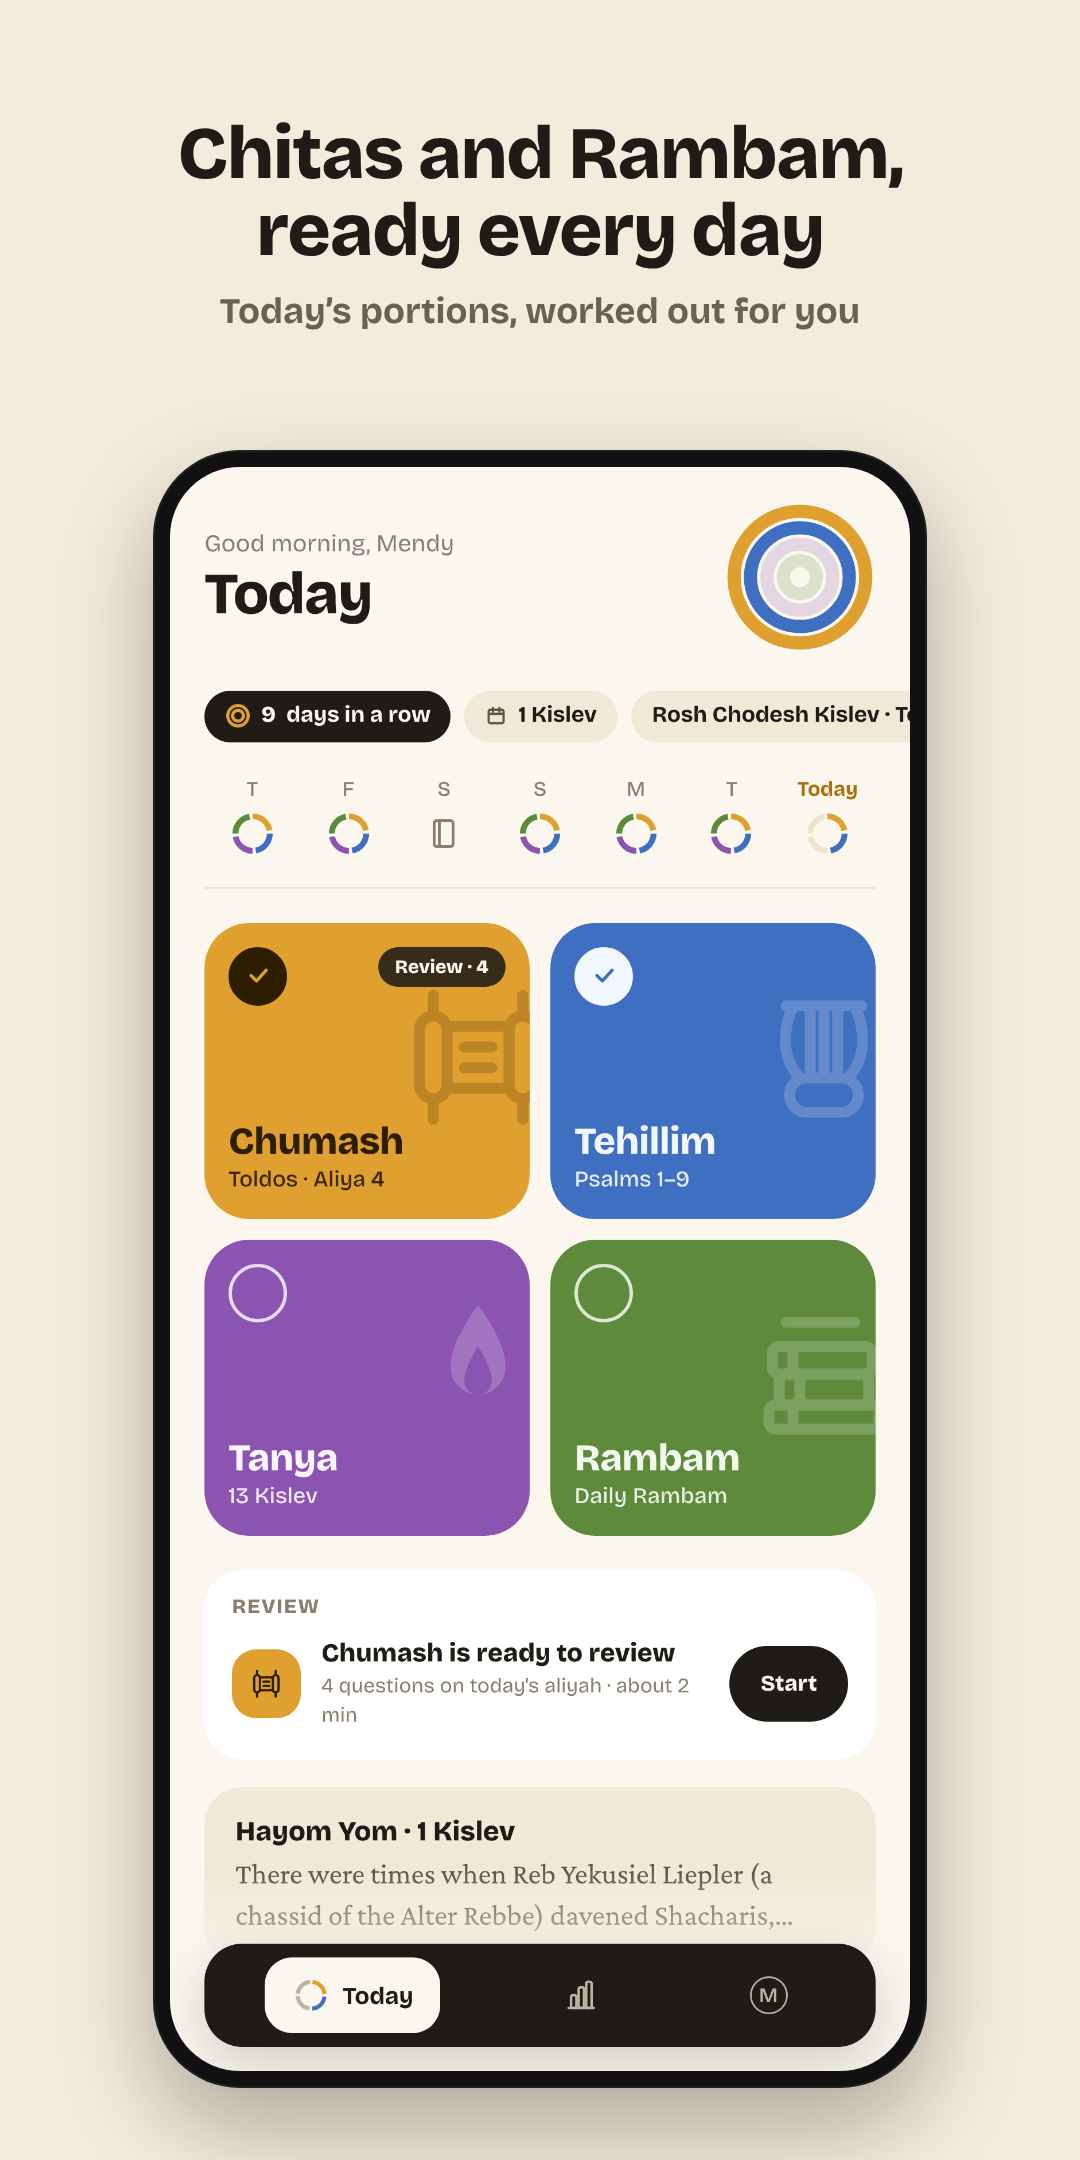 Chitas and Rambam,
ready every day
Today's portions, worked out for you
Good morning, Mendy
Today
9 days in a row
1 Kislev
Rosh Chodesh Kislev · To
T F S S M T Today
Review · 4
Chumash
Toldos · Aliya 4
Tehillim
Psalms 1–9
Tanya
13 Kislev
Rambam
Daily Rambam
REVIEW
Chumash is ready to review
4 questions on today's aliyah · about 2
min
Start
Hayom Yom · 1 Kislev
There were times when Reb Yekusiel Liepler (a
chassid of the Alter Rebbe) davened Shacharis,...
Today
M